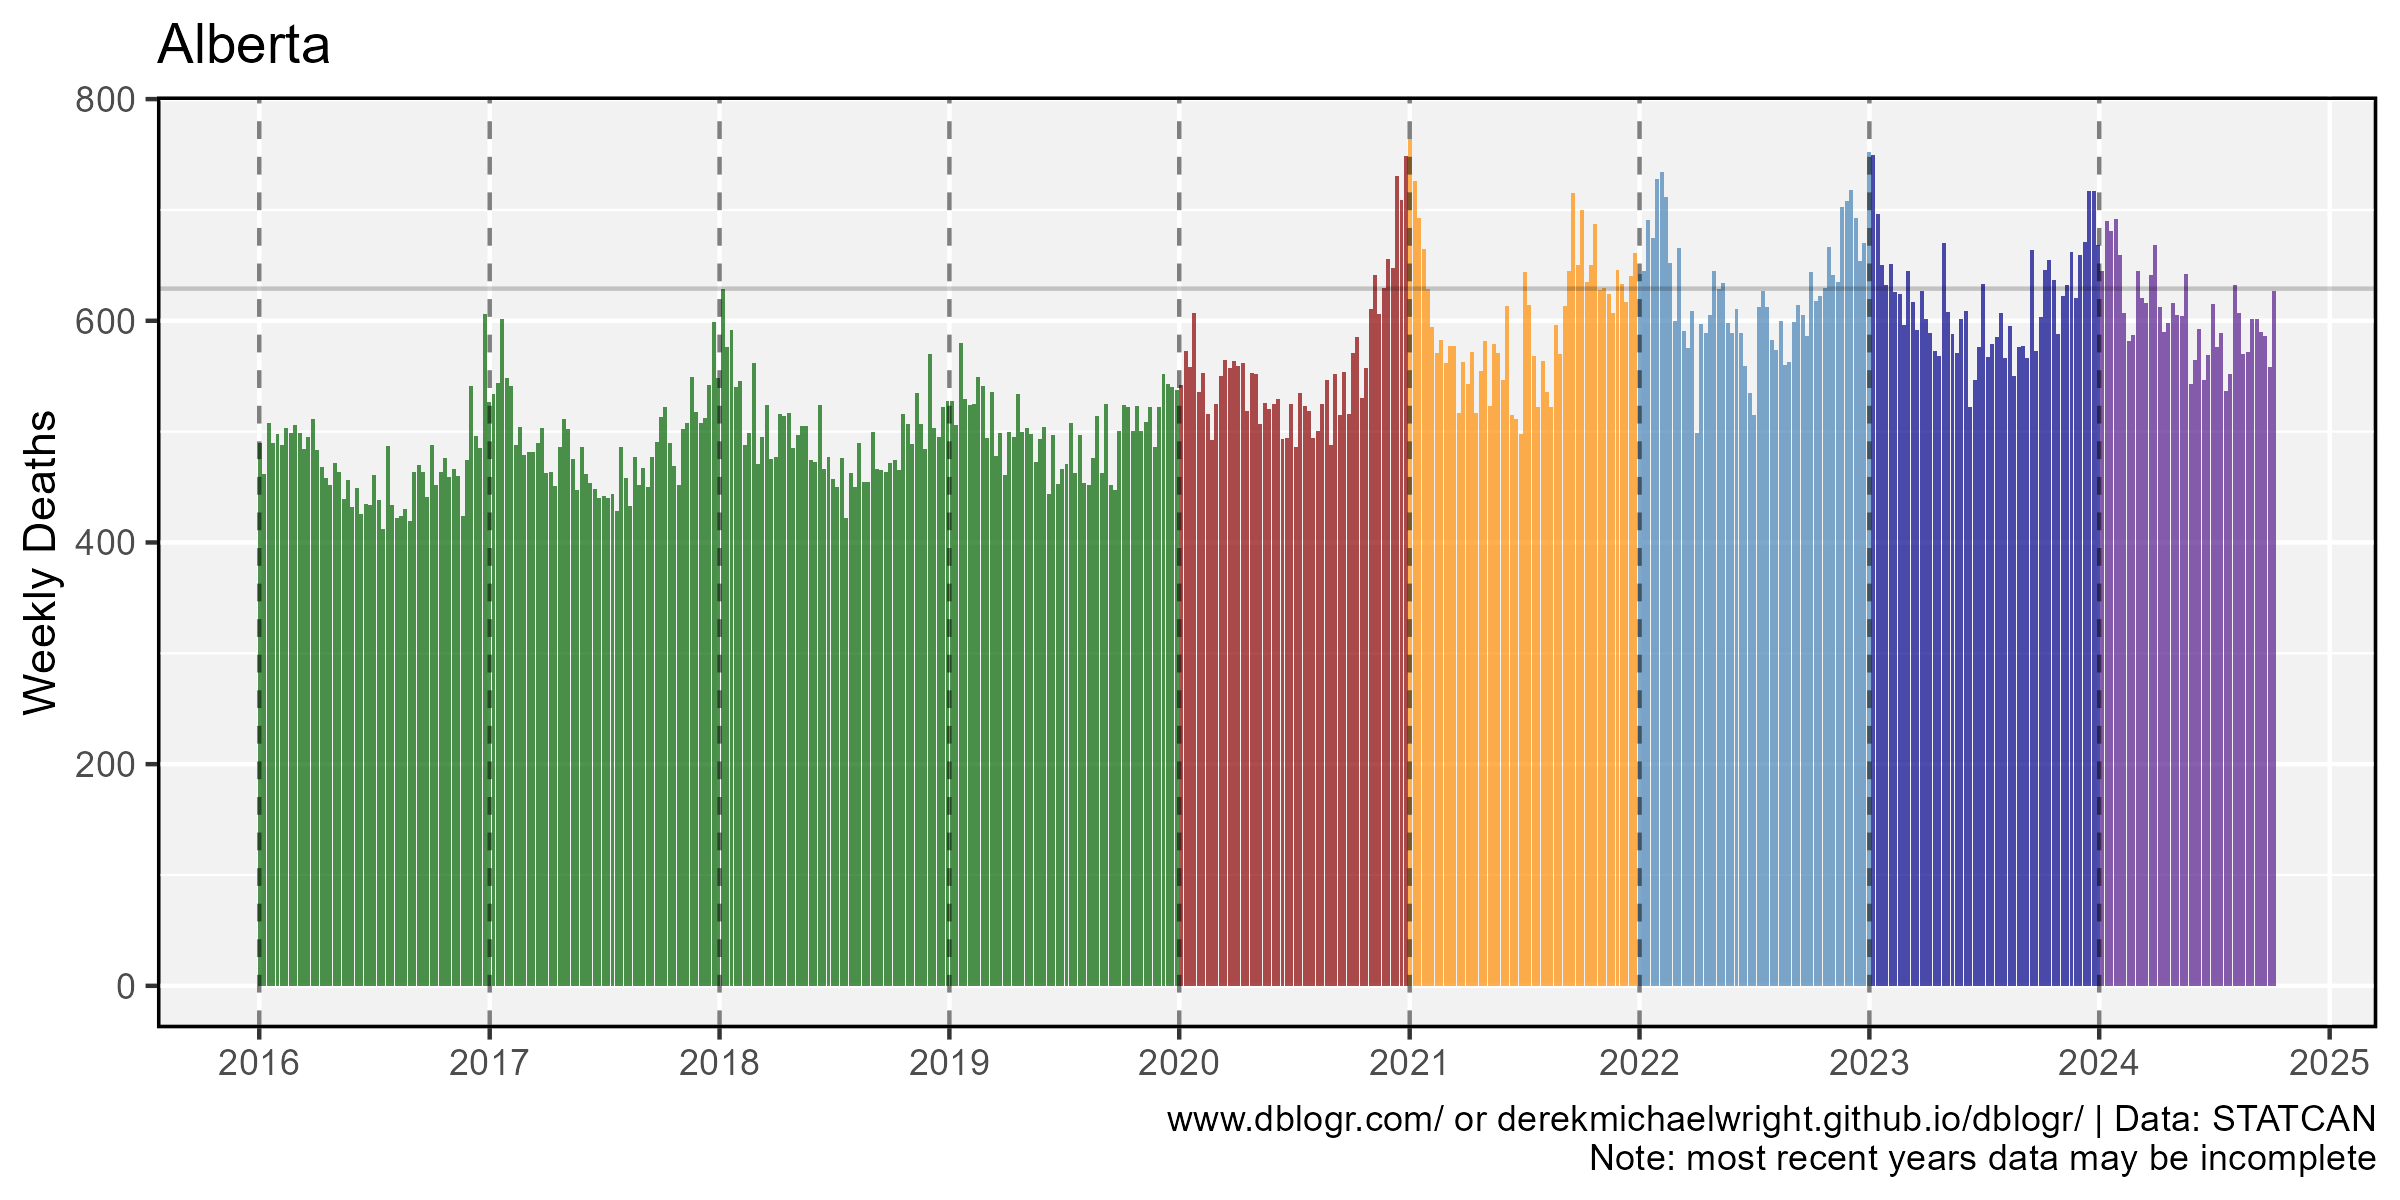 Alberta
800
600
400
200
0
Weekly Deaths
2016 2017 2018 2019 2020 2021 2022 2023 2024 2025
www.dblogr.com/ or derekmichaelwright.github.io/dblogr/ | Data: STATCAN
Note: most recent years data may be incomplete